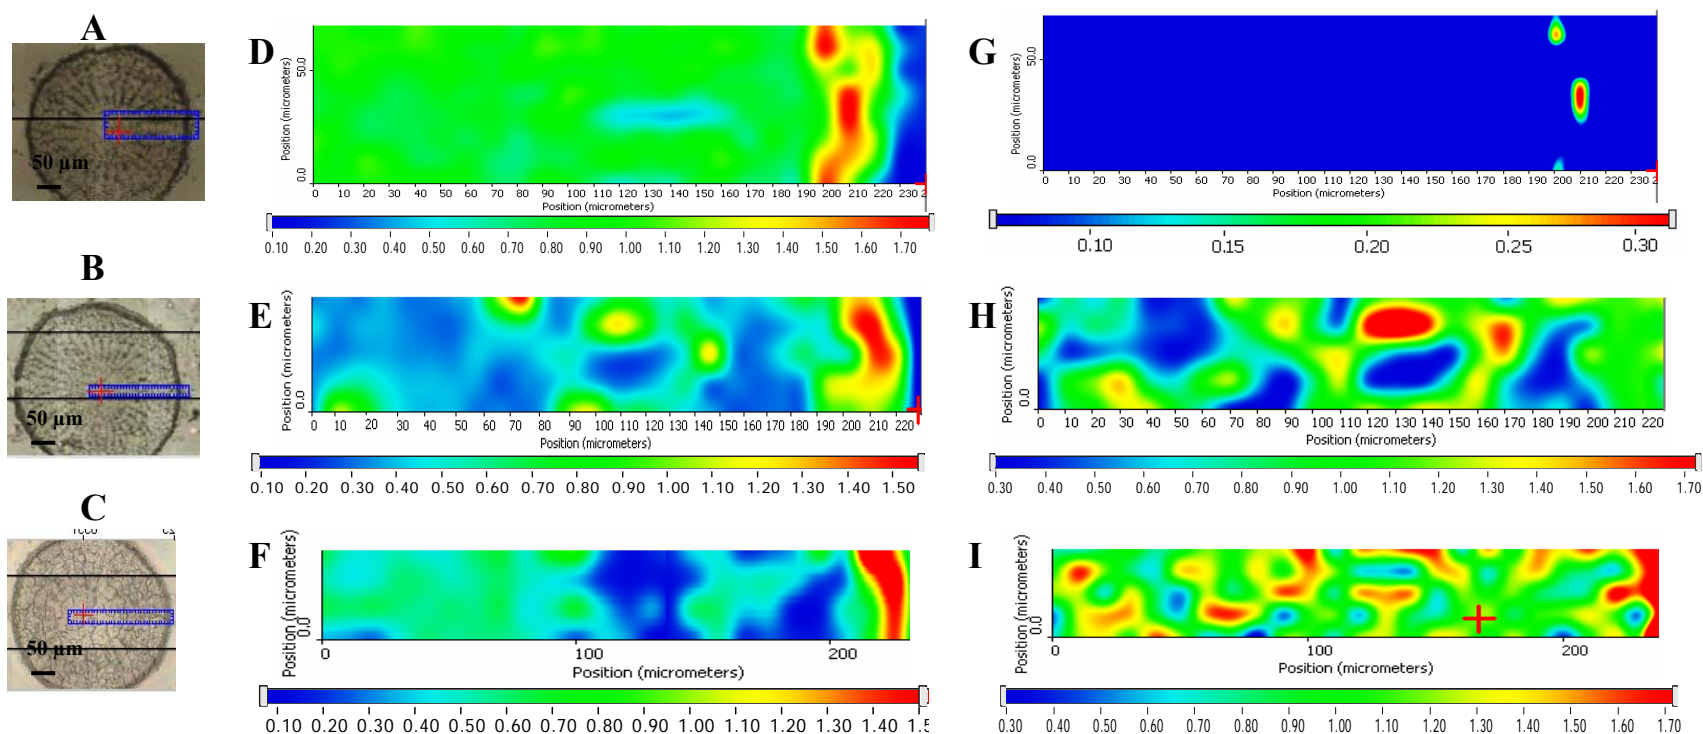 A
50 µm
B
50 µm
C
50 µm
D
Position (micrometers)
50.0
0.0
0 10 20 30 40 50 60 70 80 90 100 110 120 130 140 150 160 170 180 190 200 210 220 230 2
Position (micrometers)
0.10 0.20 0.30 0.40 0.50 0.60 0.70 0.80 0.90 1.00 1.10 1.20 1.30 1.40 1.50 1.60 1.70
G
Position (micrometers)
50.0
0.0
0 10 20 30 40 50 60 70 80 90 100 110 120 130 140 150 160 170 180 190 200 210 220 230 2
Position (micrometers)
0.10 0.15 0.20 0.25 0.30
E
Position (micrometers)
0.0
0 10 20 30 40 50 60 70 80 90 100 110 120 130 140 150 160 170 180 190 200 210 220
Position (micrometers)
0.10 0.20 0.30 0.40 0.50 0.60 0.70 0.80 0.90 1.00 1.10 1.20 1.30 1.40 1.50
H
Position (micrometers)
0.0
0 10 20 30 40 50 60 70 80 90 100 110 120 130 140 150 160 170 180 190 200 210 220
Position (micrometers)
0.30 0.40 0.50 0.60 0.70 0.80 0.90 1.00 1.10 1.20 1.30 1.40 1.50 1.60 1.70
F
Position (micrometers)
0.0
0 100 200
Position (micrometers)
0.10 0.20 0.30 0.40 0.50 0.60 0.70 0.80 0.90 1.00 1.10 1.20 1.30 1.40
I
Position (micrometers)
0.0
0 100 200
Position (micrometers)
0.30 0.40 0.50 0.60 0.70 0.80 0.90 1.00 1.10 1.20 1.30 1.40 1.50 1.60 1.70